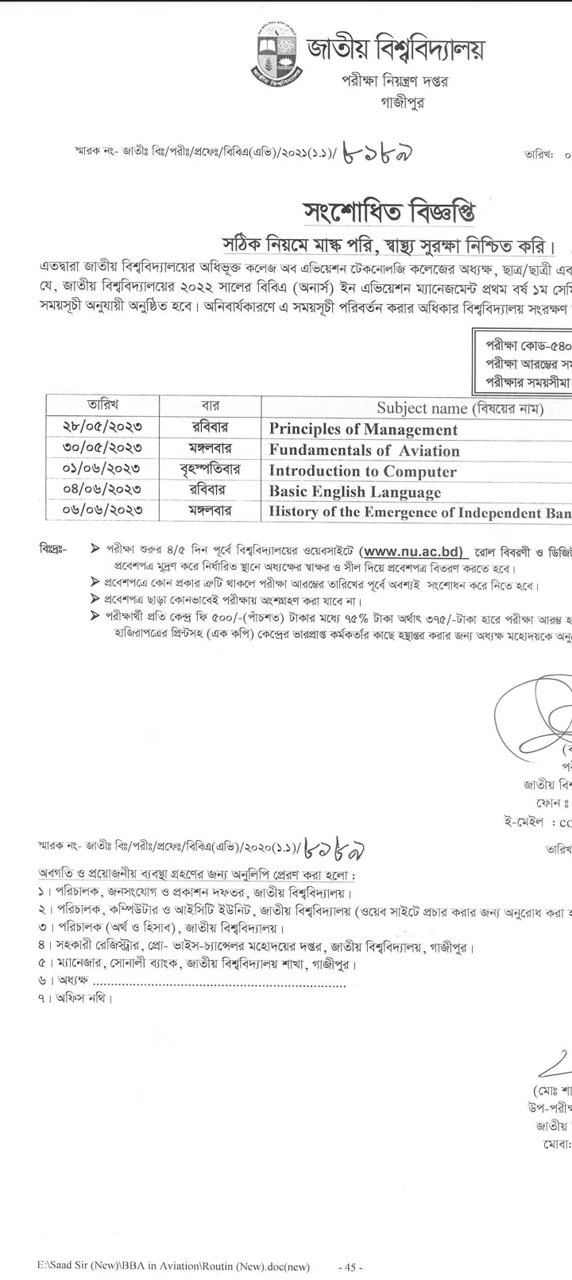 জাতীয় বিশ্ববিদ্যালয়
পরীক্ষা নিয়ন্ত্রণ দপ্তর
গাজীপুর
স্মারক নং- জাতীঃ বিঃ/পরীঃ/প্রফেঃ/বিবিএ(এভি)/২০২১(১.১)/ ৮১৮৯
তারিখঃ ০
সংশোধিত বিজ্ঞপ্তি
সঠিক নিয়মে মাস্ক পরি, স্বাস্থ্য সুরক্ষা নিশ্চিত করি।
এতদ্বারা জাতীয় বিশ্ববিদ্যালয়ের অধিভুক্ত কলেজ অব এভিয়েশন টেকনোলজি কলেজের অধ্যক্ষ, ছাত্র/ছাত্রী এব
যে, জাতীয় বিশ্ববিদ্যালয়ের ২০২২ সালের বিবিএ (অনার্স) ইন এভিয়েশন ম্যানেজমেন্ট প্রথম বর্ষ ১ম সেমি
সময়সূচী অনুযায়ী অনুষ্ঠিত হবে। অনিবার্যকারণে এ সময়সূচী পরিবর্তন করার অধিকার বিশ্ববিদ্যালয় সংরক্ষণ
পরীক্ষা কোড-৫৪০
পরীক্ষা আরম্ভের সম
পরীক্ষার সময়সীমা
তারিখ বার Subject name (বিষয়ের নাম)
২৮/০৫/২০২৩ রবিবার Principles of Management
৩০/০৫/২০২৩ মঙ্গলবার Fundamentals of Aviation
০১/০৬/২০২৩ বৃহস্পতিবার Introduction to Computer
০৪/০৬/২০২৩ রবিবার Basic English Language
০৬/০৬/২০২৩ মঙ্গলবার History of the Emergence of Independent Ban
বিঃদ্রঃ- ➢ পরীক্ষা শুরুর ৪/৫ দিন পূর্বে বিশ্ববিদ্যালয়ের ওয়েবসাইটে (www.nu.ac.bd) রোল বিবরণী ও ডিজিট
প্রবেশপত্র মুদ্রণ করে নির্ধারিত স্থানে অধ্যক্ষের স্বাক্ষর ও সীল দিয়ে প্রবেশপত্র বিতরণ করতে হবে।
➢ প্রবেশপত্রে কোন প্রকার ত্রুটি থাকলে পরীক্ষা আরম্ভের তারিখের পূর্বে অবশ্যই সংশোধন করে নিতে হবে।
➢ প্রবেশপত্র ছাড়া কোনভাবেই পরীক্ষায় অংশগ্রহণ করা যাবে না।
➢ পরীক্ষার্থী প্রতি কেন্দ্র ফি ৫০০/-(পাঁচশত) টাকার মধ্যে ৭৫% টাকা অর্থাৎ ৩৭৫/-টাকা হারে পরীক্ষা আরম্ভ হ
হাজিরাপত্রের প্রিন্টসহ (এক কপি) কেন্দ্রের ভারপ্রাপ্ত কর্মকর্তার কাছে হস্তান্তর করার জন্য অধ্যক্ষ মহোদয়কে অনু
(ব
পরী
জাতীয় বিশ
ফোন :
ই-মেইল : co
স্মারক নং- জাতীঃ বিঃ/পরীঃ/প্রফেঃ/বিবিএ(এভি)/২০২০(১.১)/ ৮১৮৯
তারিখ
অবগতি ও প্রয়োজনীয় ব্যবস্থা গ্রহণের জন্য অনুলিপি প্রেরণ করা হলো :
১। পরিচালক, জনসংযোগ ও প্রকাশন দফতর, জাতীয় বিশ্ববিদ্যালয়।
২। পরিচালক, কম্পিউটার ও আইসিটি ইউনিট, জাতীয় বিশ্ববিদ্যালয় (ওয়েব সাইটে প্রচার করার জন্য অনুরোধ করা হ
৩। পরিচালক (অর্থ ও হিসাব), জাতীয় বিশ্ববিদ্যালয়।
৪। সহকারী রেজিস্ট্রার, প্রো- ভাইস-চ্যান্সেলর মহোদয়ের দপ্তর, জাতীয় বিশ্ববিদ্যালয়, গাজীপুর।
৫। ম্যানেজার, সোনালী ব্যাংক, জাতীয় বিশ্ববিদ্যালয় শাখা, গাজীপুর।
৬। অধ্যক্ষ ................................................................
৭। অফিস নথি।
(মোঃ শা
উপ-পরীক্ষ
জাতীয়
মোবা:
E:\Saad Sir (New)\BBA in Aviation\Routin (New).doc(new) - 45 -